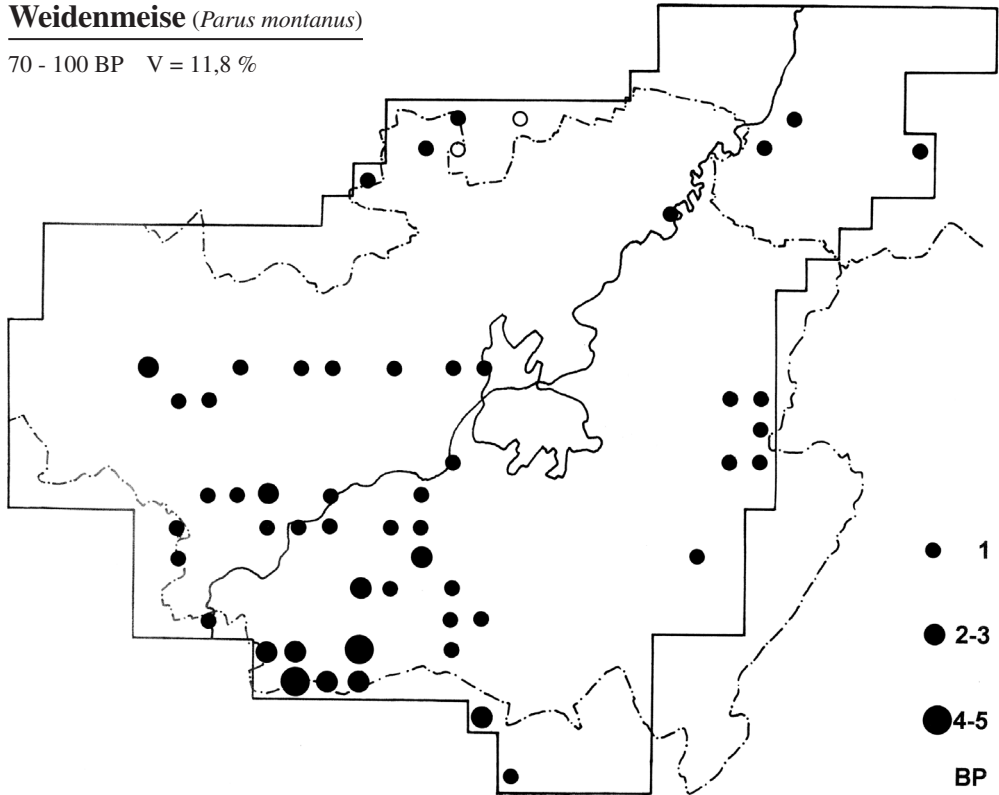 Weidenmeise (Parus montanus)
70 - 100 BP V = 11,8 %
1
2-3
4-5
BP